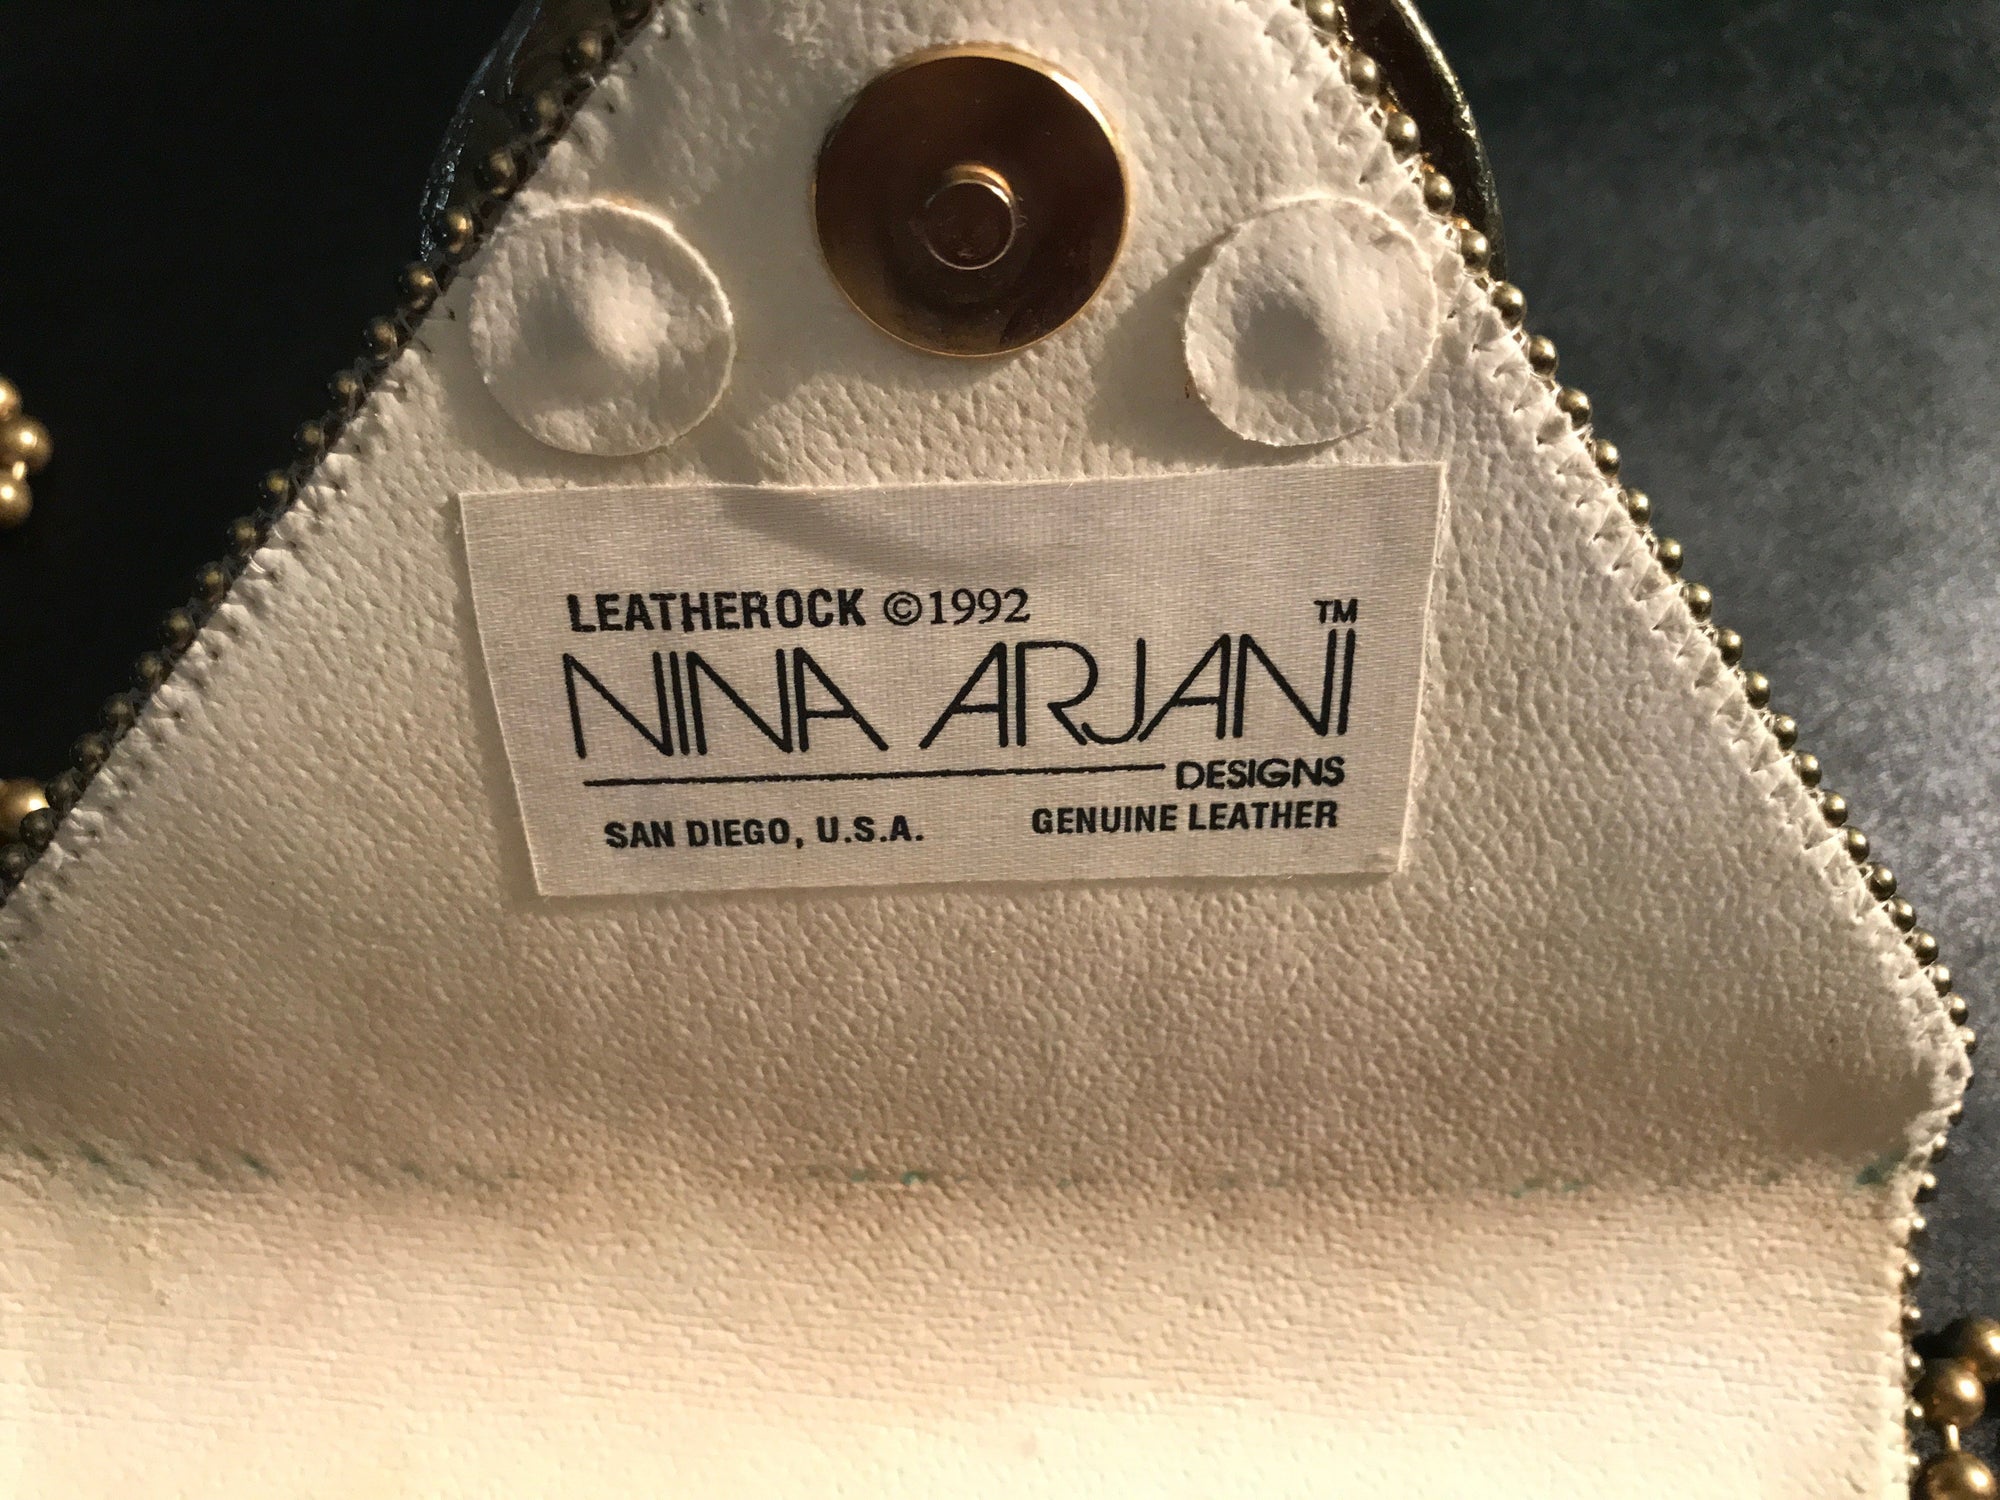 LEATHEROCK ©1992
NINA ARJANI™
DESIGNS
SAN DIEGO, U.S.A. GENUINE LEATHER